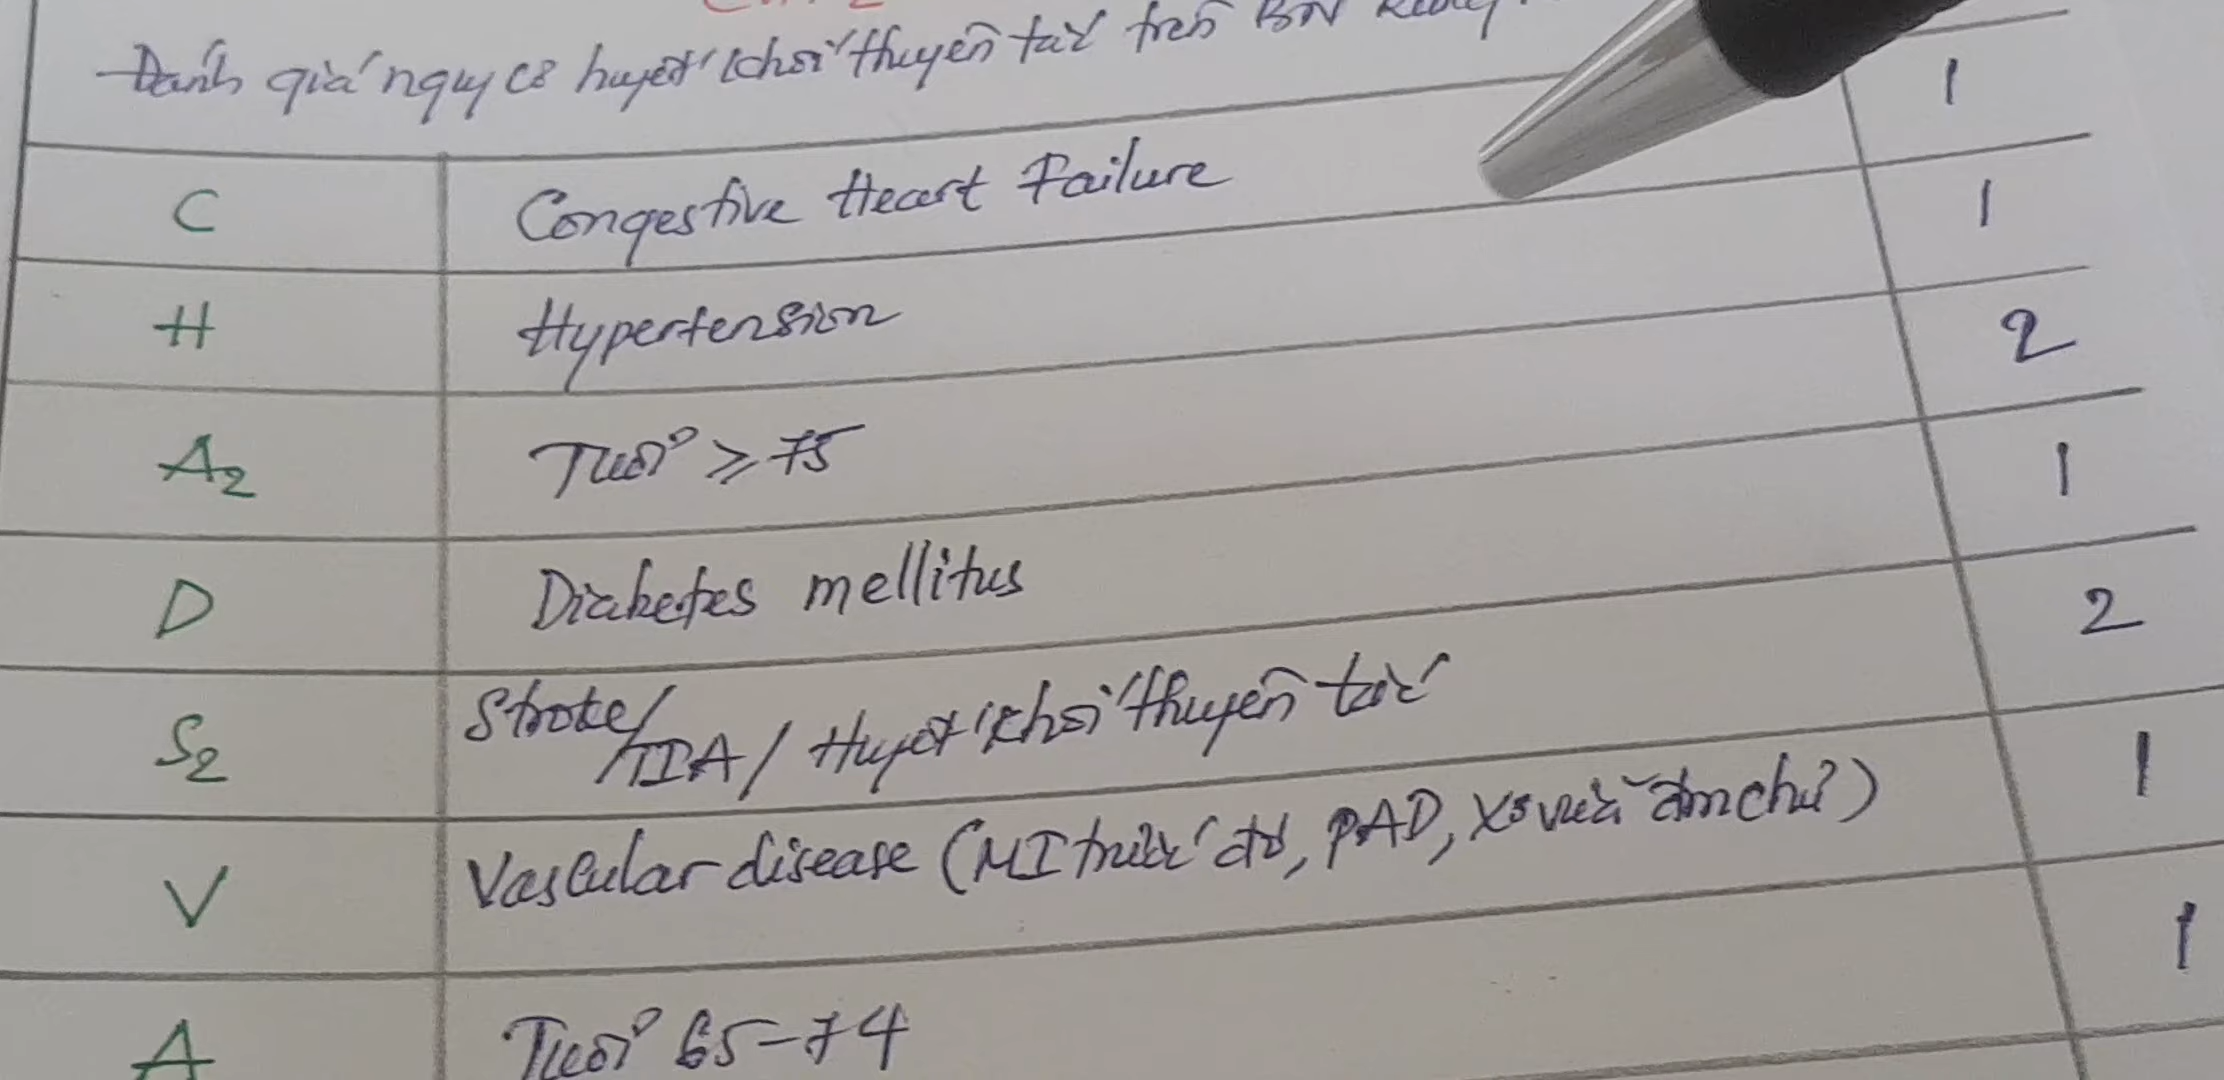 Đánh giá nguy cơ huyết khối thuyên tắc trên BN
C Congestive Heart Failure 1
H Hypertension 1
A2 Tuổi ≥ 75 2
D Diabetes mellitus 1
S2 Stroke/TIA/ Huyết khối thuyên tắc 2
V Vascular disease (MI trước đó, PAD, xơ vữa ĐM chủ) 1
A Tuổi 65-74 1